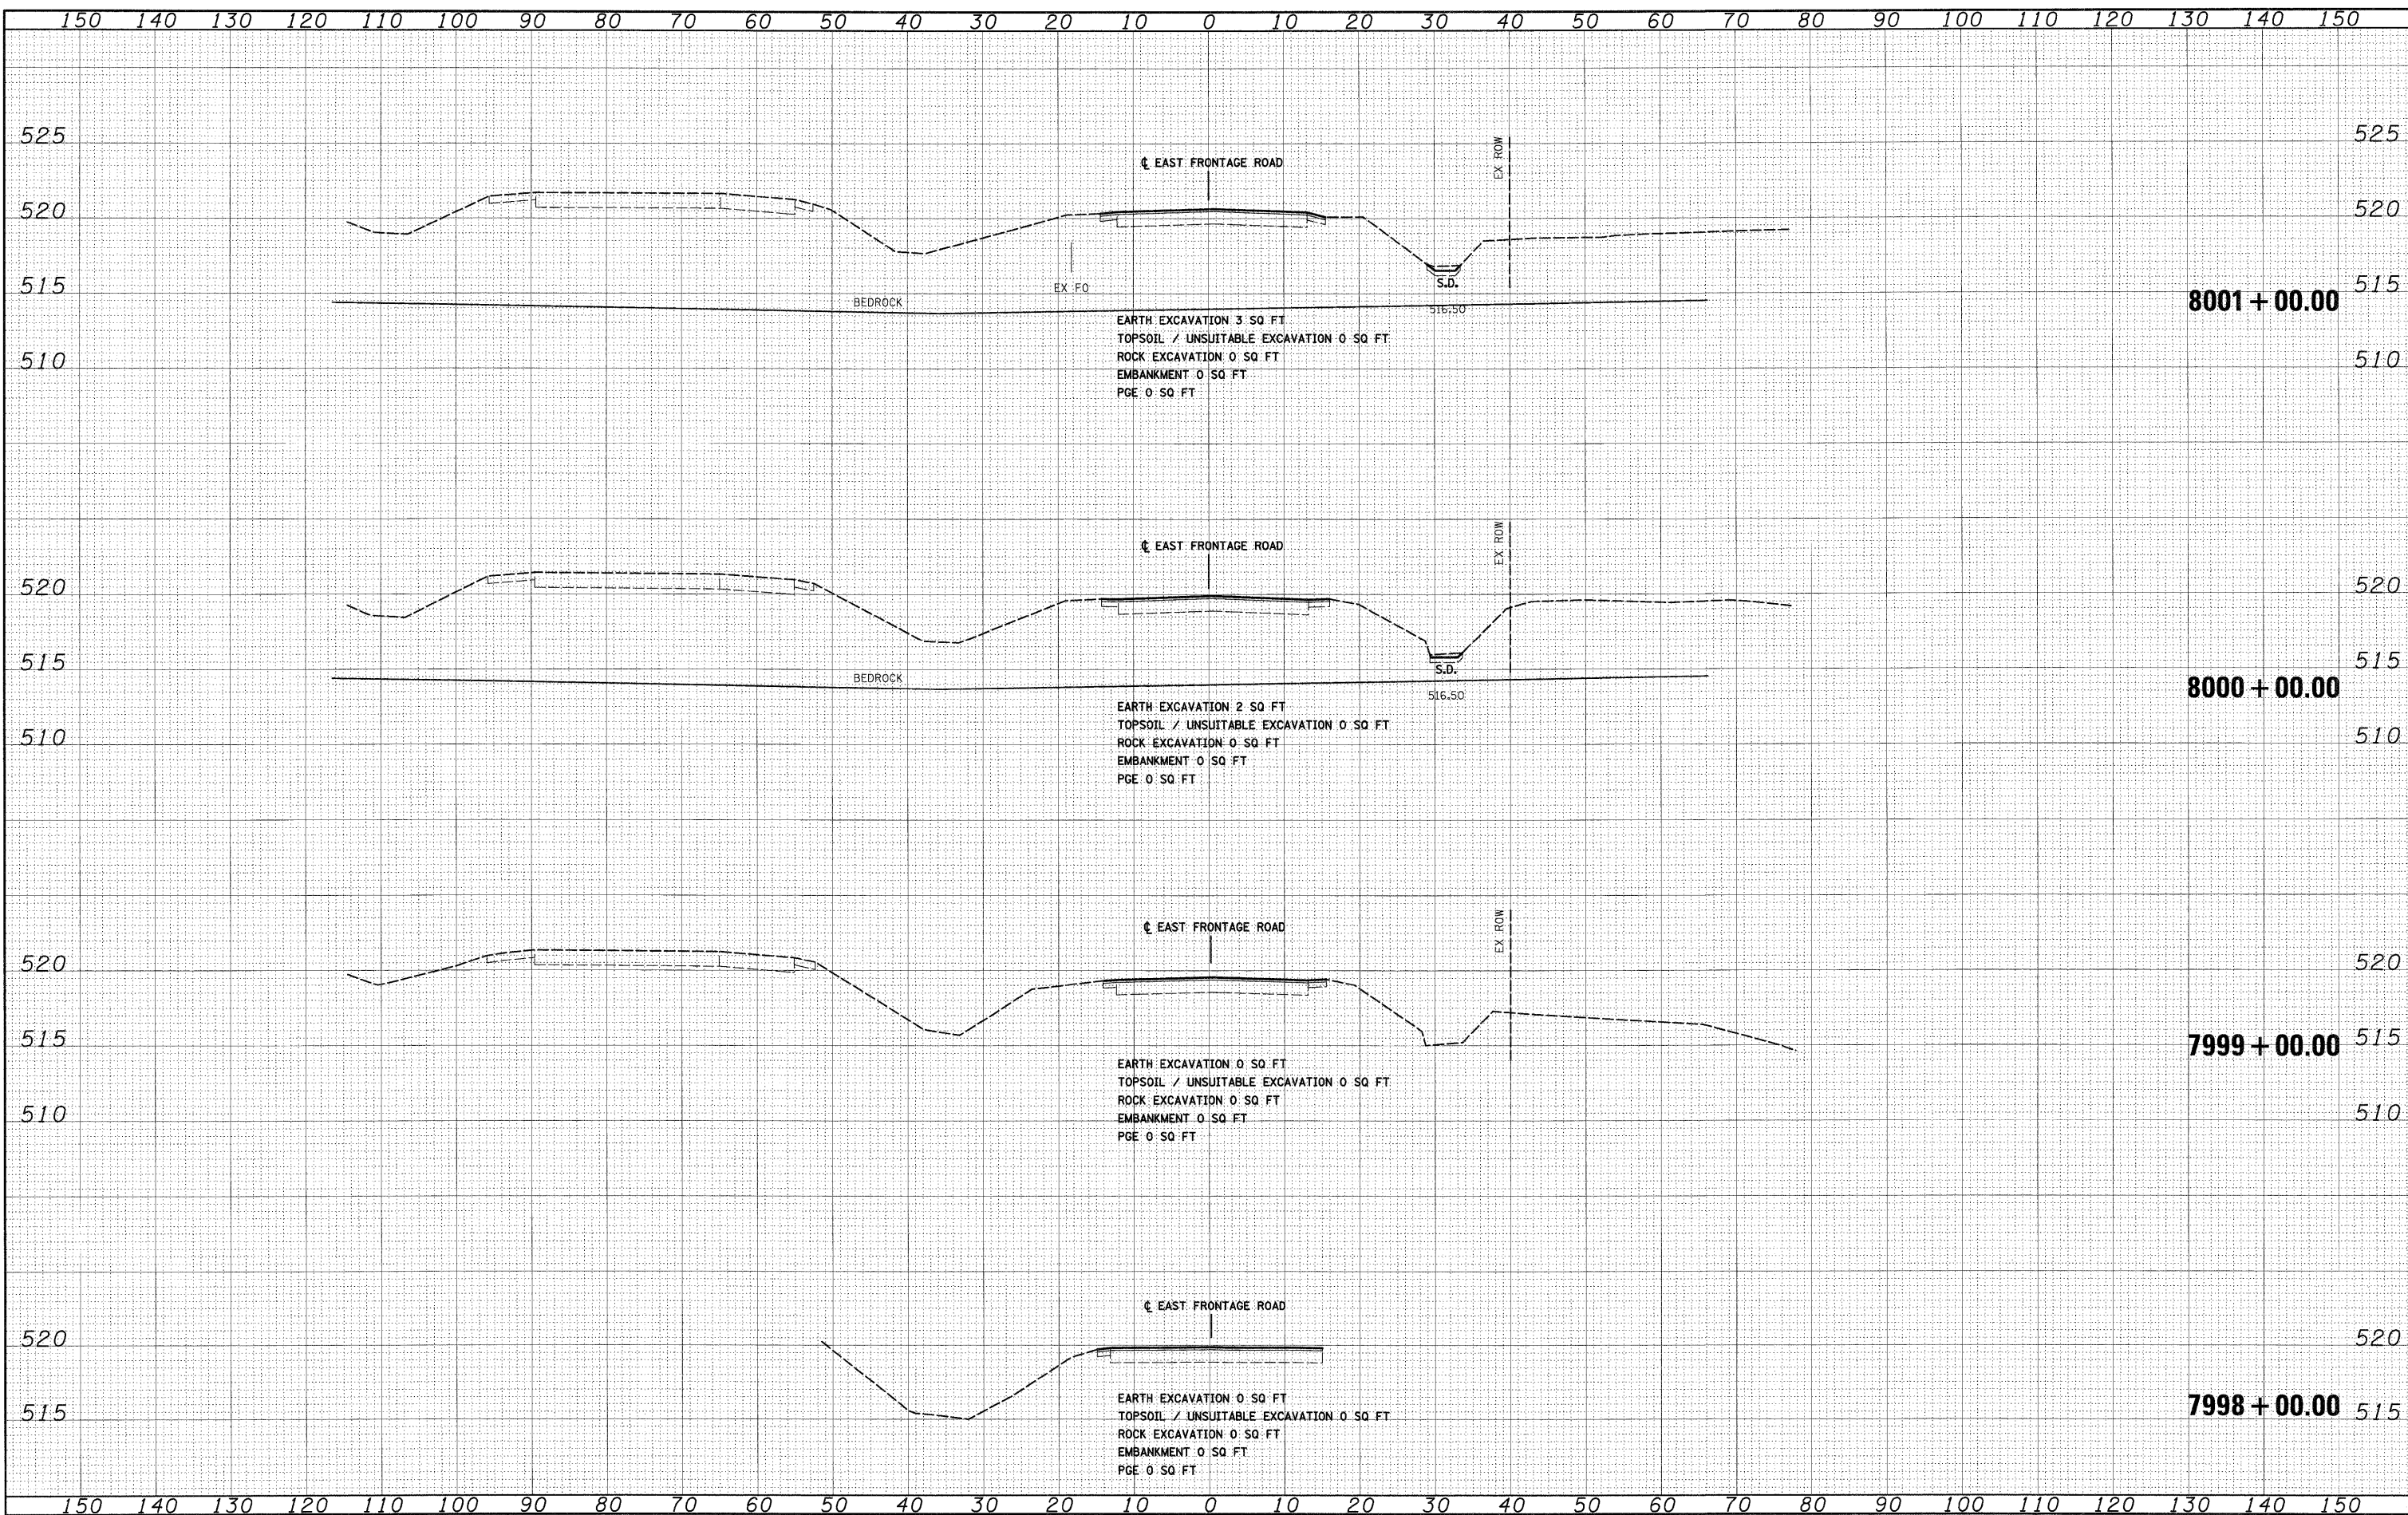 150 140 130 120 110 100 90 80 70 60 50 40 30 20 10 0 10 20 30 40 50 60 70 80 90 100 110 120 130 140 150
525 525
EX ROW
℄ EAST FRONTAGE ROAD
520 520
S.D.
EX FO
515 515
BEDROCK
8001+00.00
516.50
EARTH EXCAVATION 3 SQ FT
TOPSOIL / UNSUITABLE EXCAVATION 0 SQ FT
ROCK EXCAVATION 0 SQ FT
510 510
EMBANKMENT 0 SQ FT
PGE 0 SQ FT
EX ROW
℄ EAST FRONTAGE ROAD
520 520
515 515
S.D.
BEDROCK
8000+00.00
516.50
EARTH EXCAVATION 2 SQ FT
TOPSOIL / UNSUITABLE EXCAVATION 0 SQ FT
510 510
ROCK EXCAVATION 0 SQ FT
EMBANKMENT 0 SQ FT
PGE 0 SQ FT
EX ROW
℄ EAST FRONTAGE ROAD
520 520
515 7999+00.00 515
EARTH EXCAVATION 0 SQ FT
TOPSOIL / UNSUITABLE EXCAVATION 0 SQ FT
ROCK EXCAVATION 0 SQ FT
510 510
EMBANKMENT 0 SQ FT
PGE 0 SQ FT
℄ EAST FRONTAGE ROAD
520 520
EARTH EXCAVATION 0 SQ FT
515 7998+00.00 515
TOPSOIL / UNSUITABLE EXCAVATION 0 SQ FT
ROCK EXCAVATION 0 SQ FT
EMBANKMENT 0 SQ FT
PGE 0 SQ FT
150 140 130 120 110 100 90 80 70 60 50 40 30 20 10 0 10 20 30 40 50 60 70 80 90 100 110 120 130 140 150